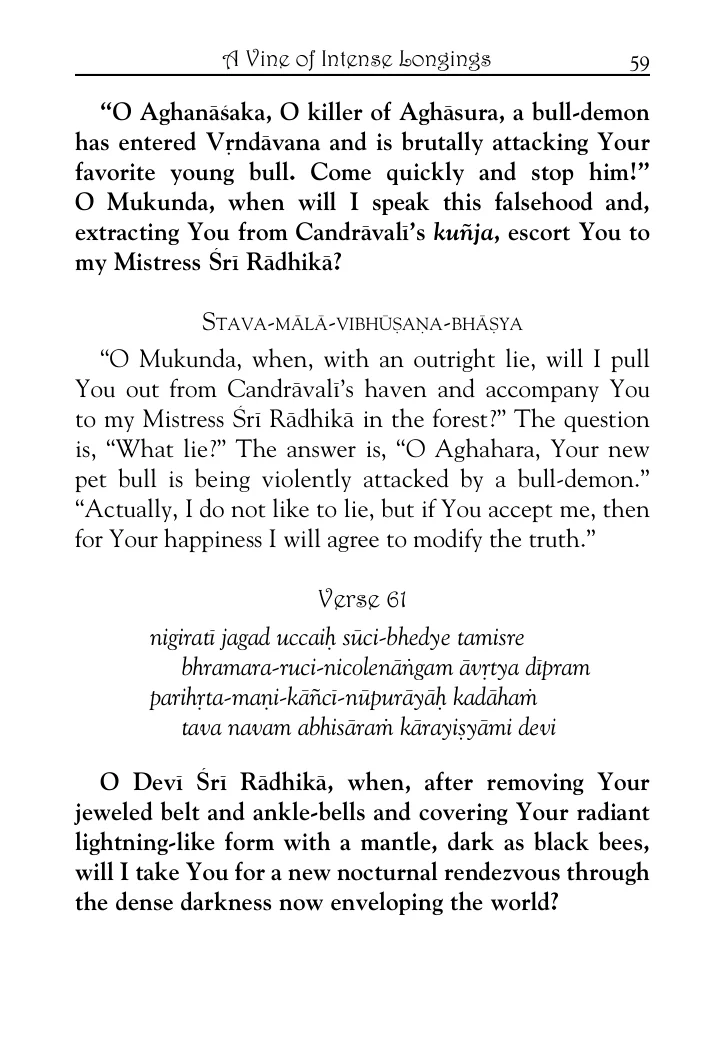 A Vine of Intense Longings 59
“O Aghanāśaka, O killer of Aghāsura, a bull-demon
has entered Vṛndāvana and is brutally attacking Your
favorite young bull. Come quickly and stop him!”
O Mukunda, when will I speak this falsehood and,
extracting You from Candrāvalī’s kuñja, escort You to
my Mistress Śrī Rādhikā?
Stava-mālā-vibhūṣaṇa-bhāṣya
“O Mukunda, when, with an outright lie, will I pull
You out from Candrāvalī’s haven and accompany You
to my Mistress Śrī Rādhikā in the forest?” The question
is, “What lie?” The answer is, “O Aghahara, Your new
pet bull is being violently attacked by a bull-demon.”
“Actually, I do not like to lie, but if You accept me, then
for Your happiness I will agree to modify the truth.”
Verse 61
nigiratī jagad uccaiḥ sūci-bhedye tamisre
bhramara-ruci-nicolenāṅgam āvṛtya dīpram
parihṛta-maṇi-kāñcī-nūpurāyāḥ kadāhaṁ
tava navam abhisāraṁ kārayiṣyāmi devi
O Devī Śrī Rādhikā, when, after removing Your
jeweled belt and ankle-bells and covering Your radiant
lightning-like form with a mantle, dark as black bees,
will I take You for a new nocturnal rendezvous through
the dense darkness now enveloping the world?